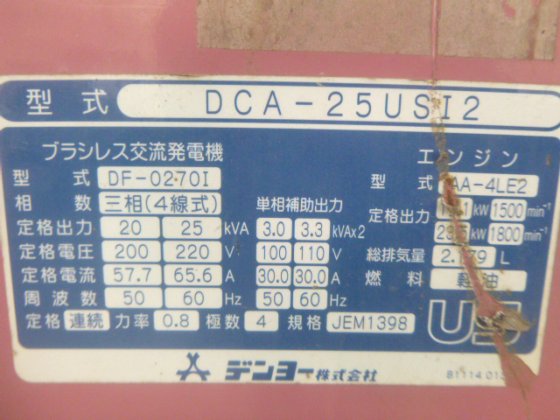 型式 DCA-25USI2
ブラシレス交流発電機 エンジン
型式 DF-0270I 型式 AA-4LE2
相数 三相(4線式) 単相補助出力
定格出力 20 25 kVA 3.0 3.3 kVAx2 定格出力 kW 1500 min⁻¹
kW 1800 min⁻¹
定格電圧 200 220 V 100 110 V 総排気量 2.179 L
定格電流 57.7 65.6 A 30.0 30.0 A 燃料 軽油
周波数 50 60 Hz 50 60 Hz
定格 連続 力率 0.8 極数 4 規格 JEM1398
デンヨー株式会社